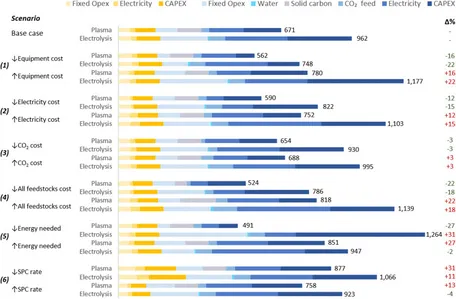 Fixed Opex Electricity CAPEX Fixed Opex Water Solid carbon CO₂ feed Electricity CAPEX
Scenario Δ%
Base case Plasma 671 -
Electrolysis 962 -
(1) ↓Equipment cost Plasma 562 -16
Electrolysis 748 -22
↑Equipment cost Plasma 780 +16
Electrolysis 1,177 +22
(2) ↓Electricity cost Plasma 590 -12
Electrolysis 822 -15
↑Electricity cost Plasma 752 +12
Electrolysis 1,103 +15
(3) ↓CO₂ cost Plasma 654 -3
Electrolysis 930 -3
↑CO₂ cost Plasma 688 +3
Electrolysis 995 +3
(4) ↓All feedstocks cost Plasma 524 -22
Electrolysis 786 -18
↑All feedstocks cost Plasma 818 +22
Electrolysis 1,139 +18
(5) ↓Energy needed Plasma 491 -27
Electrolysis 1,264 +31
↑Energy needed Plasma 851 +27
Electrolysis 947 -2
(6) ↓SPC rate Plasma 877 +31
Electrolysis 1,066 +11
↑SPC rate Plasma 758 +13
Electrolysis 923 -4